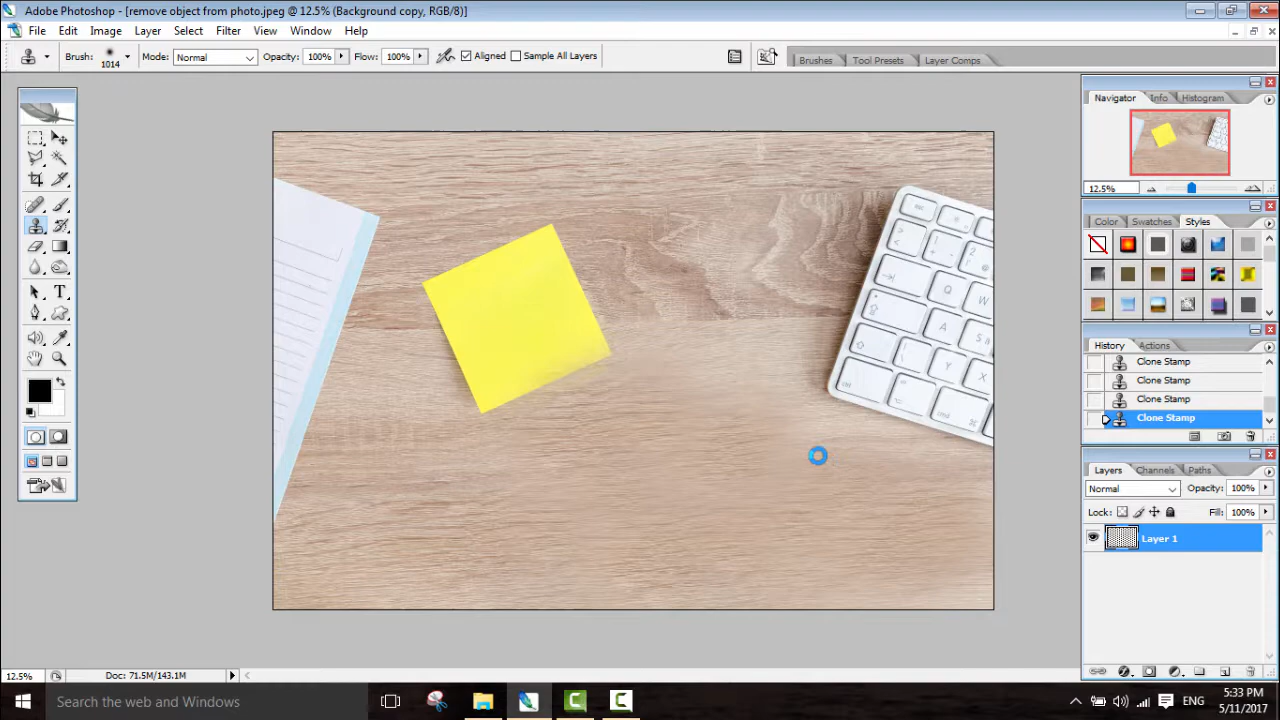 Adobe Photoshop - [remove object from photo.jpeg @ 12.5% (Background copy, RGB/8)]
File Edit Image Layer Select Filter View Window Help
Brush: 1014 Mode: Normal Opacity: 100% Flow: 100% Aligned Sample All Layers
Brushes Tool Presets Layer Comps
Navigator Info Histogram
12.5%
Color Swatches Styles
History Actions
Clone Stamp
Clone Stamp
Clone Stamp
Clone Stamp
Layers Channels Paths
Normal Opacity: 100%
Lock: Fill: 100%
Layer 1
esc
Q
W
A
S
Y
X
cmd
T
12.5% Doc: 71.5M/143.1M
Search the web and Windows
ENG
5:33 PM
5/11/2017